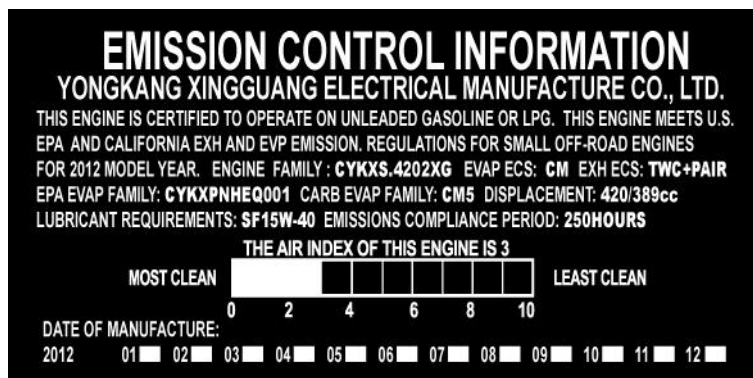 EMISSION CONTROL INFORMATION
YONGKANG XINGGUANG ELECTRICAL MANUFACTURE CO., LTD.
THIS ENGINE IS CERTIFIED TO OPERATE ON UNLEADED GASOLINE OR LPG. THIS ENGINE MEETS U.S.
EPA AND CALIFORNIA EXH AND EVP EMISSION. REGULATIONS FOR SMALL OFF-ROAD ENGINES
FOR 2012 MODEL YEAR. ENGINE FAMILY : CYKXS.4202XG EVAP ECS: CM EXH ECS: TWC+PAIR
EPA EVAP FAMILY: CYKXPNHEQ001 CARB EVAP FAMILY: CM5 DISPLACEMENT: 420/389cc
LUBRICANT REQUIREMENTS: SF15W-40 EMISSIONS COMPLIANCE PERIOD: 250HOURS
THE AIR INDEX OF THIS ENGINE IS 3
MOST CLEAN LEAST CLEAN
0 2 4 6 8 10
DATE OF MANUFACTURE:
2012 01 02 03 04 05 06 07 08 09 10 11 12